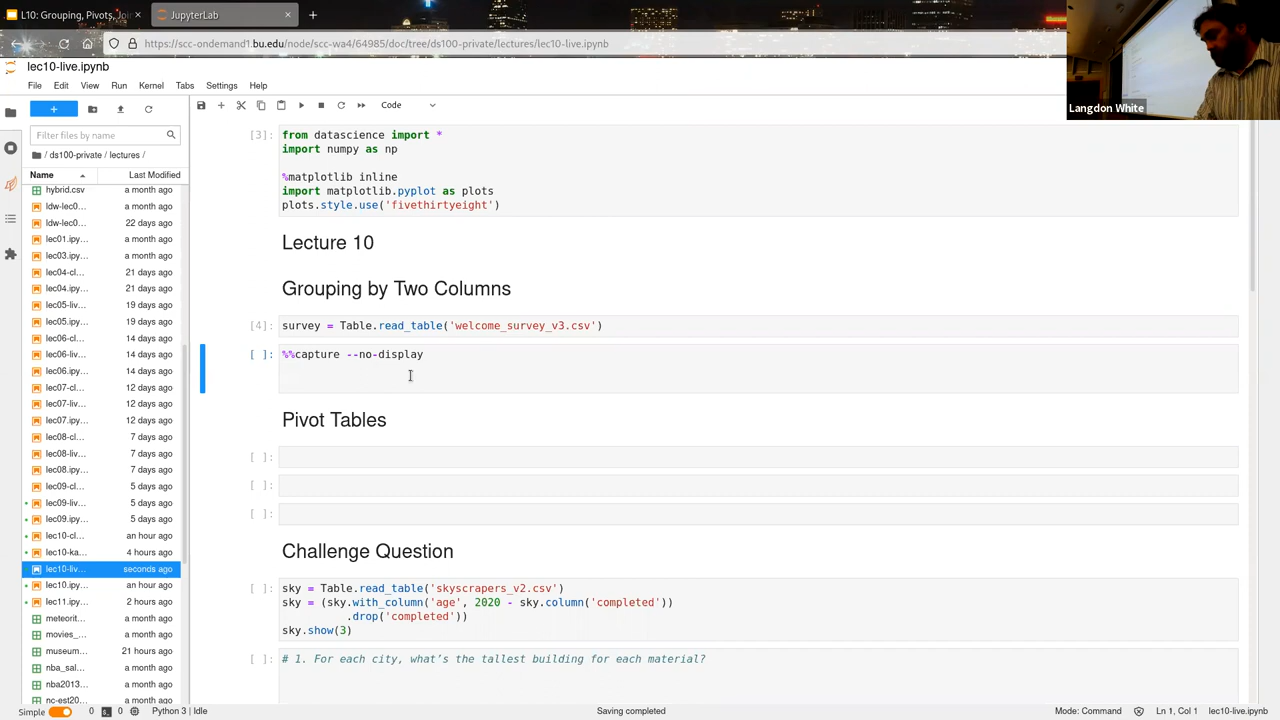 L10: Grouping, Pivots, Joi
JupyterLab
https://scc-ondemand1.bu.edu/node/scc-wa4/64985/doc/tree/ds100-private/lectures/lec10-live.ipynb
Langdon White
lec10-live.ipynb
File Edit View Run Kernel Tabs Settings Help
Code
Filter files by name
/ ds100-private / lectures /
Name Last Modified
hybrid.csv a month ago
ldw-lec0... a month ago
ldw-lec0... 22 days ago
lec01.ipy... a month ago
lec03.ipy... a month ago
lec04-cl... 21 days ago
lec04.ipy... 21 days ago
lec05-liv... 19 days ago
lec05.ipy... 19 days ago
lec06-cl... 14 days ago
lec06-liv... 14 days ago
lec06.ipy... 14 days ago
lec07-cl... 12 days ago
lec07-liv... 12 days ago
lec07.ipy... 12 days ago
lec08-cl... 7 days ago
lec08-liv... 7 days ago
lec08.ipy... 7 days ago
lec09-cl... 5 days ago
lec09-liv... 5 days ago
lec09.ipy... 5 days ago
lec10-cl... an hour ago
lec10-ka... 4 hours ago
lec10-liv... seconds ago
lec10.ipy... an hour ago
lec11.ipy... 2 hours ago
meteorit... a month ago
movies_... a month ago
museum... 21 hours ago
nba_sal... a month ago
nba2013... a month ago
nc-est20... a month ago
[3]: from datascience import *
import numpy as np
%matplotlib inline
import matplotlib.pyplot as plots
plots.style.use('fivethirtyeight')
Lecture 10
Grouping by Two Columns
[4]: survey = Table.read_table('welcome_survey_v3.csv')
[ ]: %%capture --no-display
Pivot Tables
[ ]:
[ ]:
[ ]:
Challenge Question
[ ]: sky = Table.read_table('skyscrapers_v2.csv')
sky = (sky.with_column('age', 2020 - sky.column('completed'))
.drop('completed'))
sky.show(3)
[ ]: # 1. For each city, what’s the tallest building for each material?
Simple 0 0 Python 3 | Idle Saving completed Mode: Command Ln 1, Col 1 lec10-live.ipynb